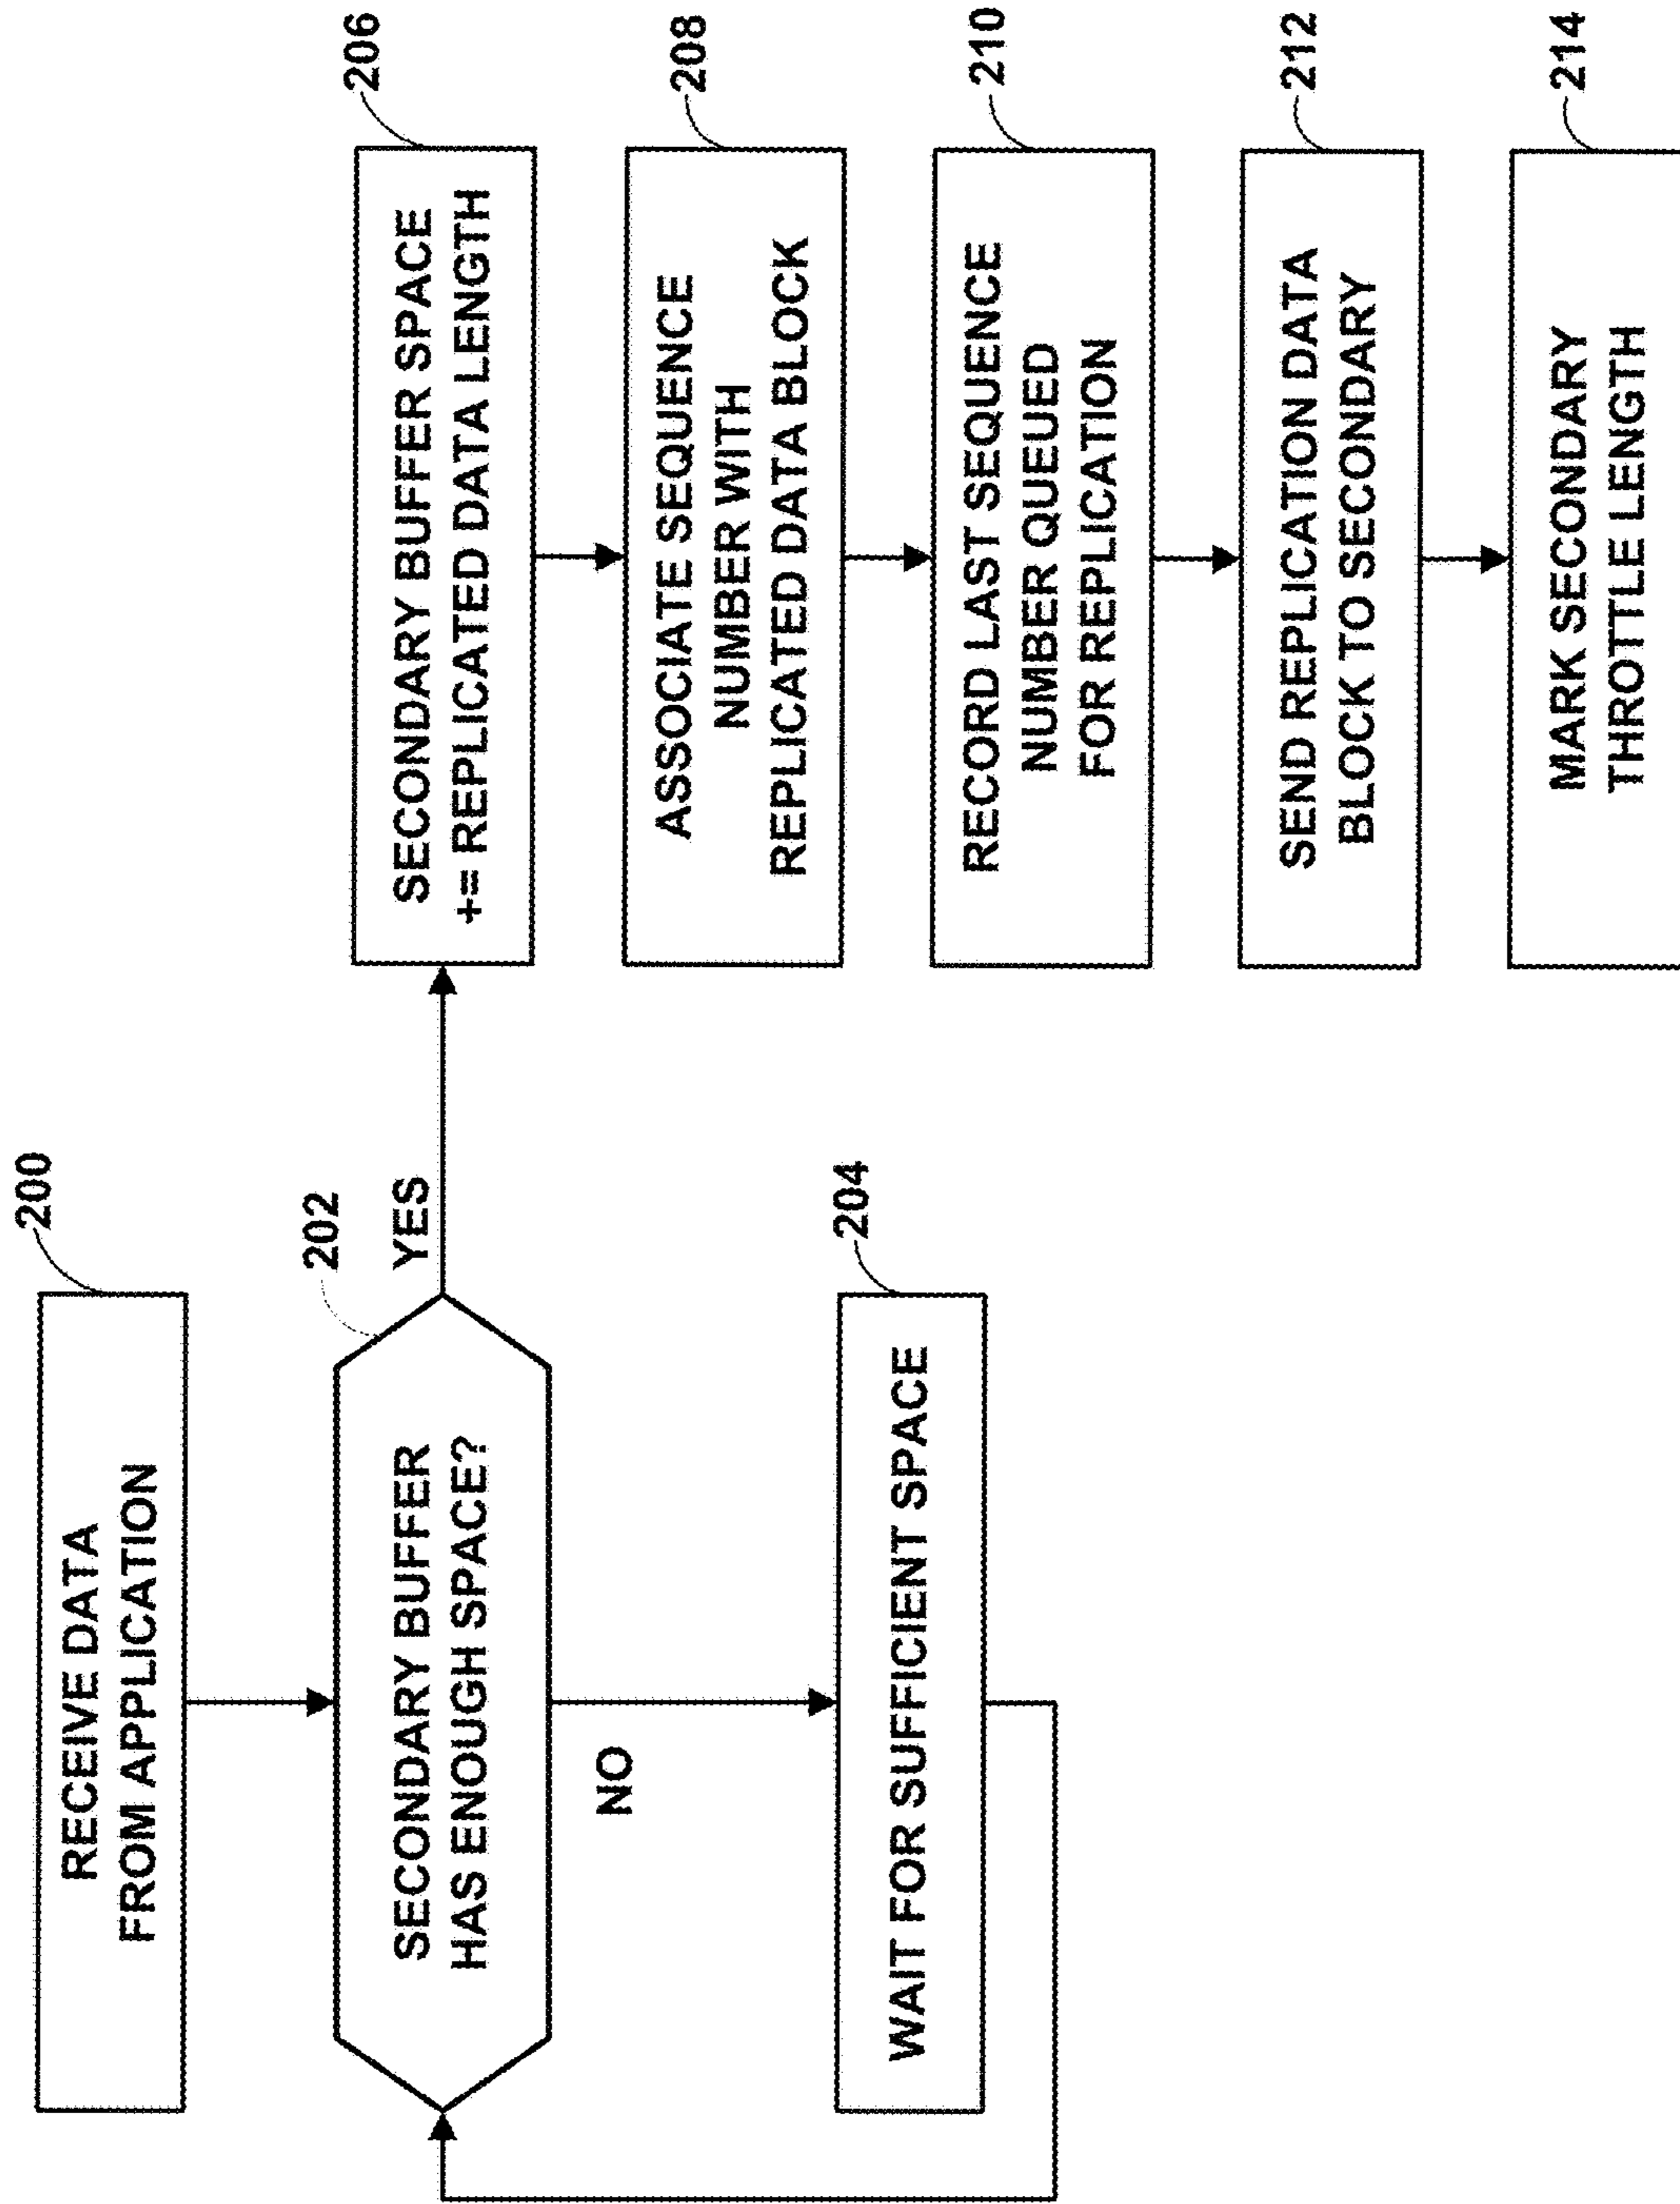 200
RECEIVE DATA
FROM APPLICATION
202
SECONDARY BUFFER
HAS ENOUGH SPACE?
YES
NO
204
WAIT FOR SUFFICIENT SPACE
206
SECONDARY BUFFER SPACE
+= REPLICATED DATA LENGTH
208
ASSOCIATE SEQUENCE
NUMBER WITH
REPLICATED DATA BLOCK
210
RECORD LAST SEQUENCE
NUMBER QUEUED
FOR REPLICATION
212
SEND REPLICATION DATA
BLOCK TO SECONDARY
214
MARK SECONDARY
THROTTLE LENGTH